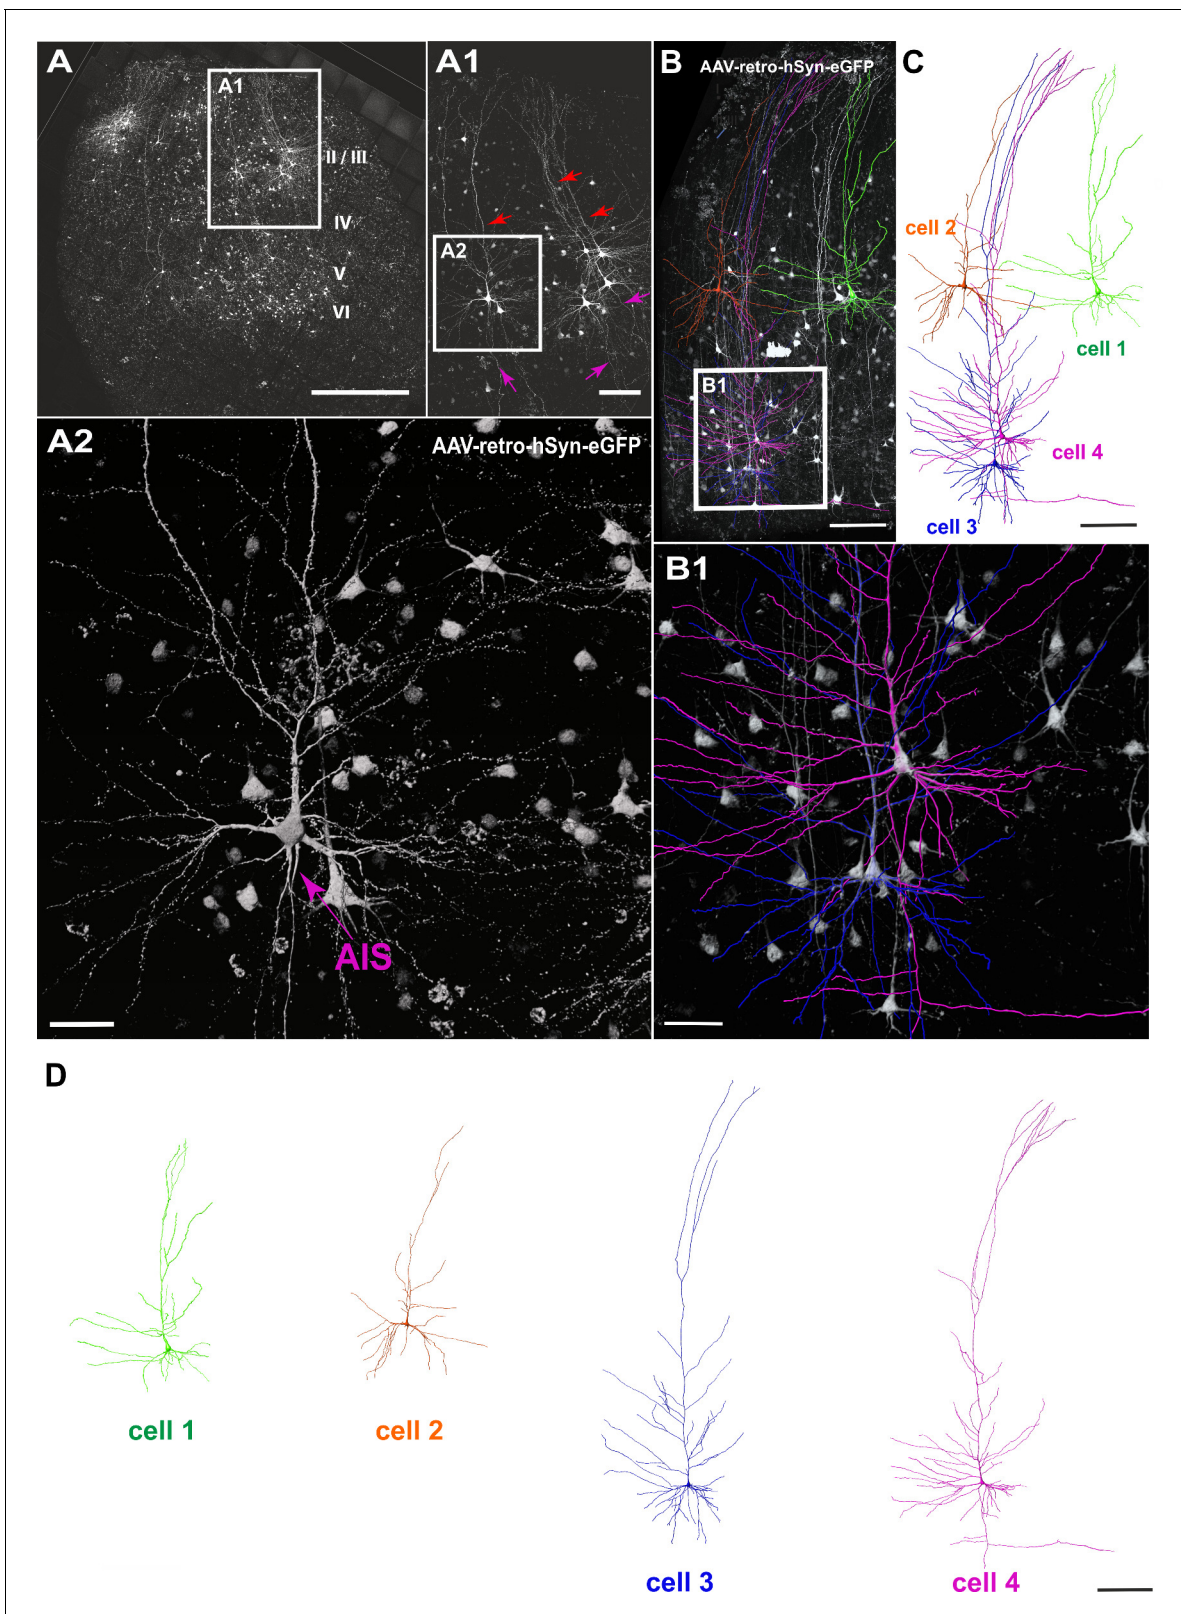 A
A1
II / III
IV
V
VI
A1
A2
B
AAV-retro-hSyn-eGFP
B1
C
cell 2
cell 1
cell 4
cell 3
A2
AAV-retro-hSyn-eGFP
AIS
B1
D
cell 1
cell 2
cell 3
cell 4